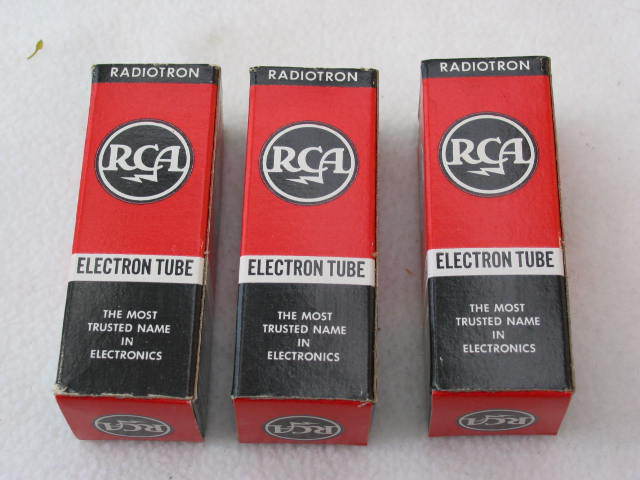 RADIOTRON
RCA
ELECTRON TUBE
THE MOST
TRUSTED NAME
IN
ELECTRONICS
RCA
RADIOTRON
RCA
ELECTRON TUBE
THE MOST
TRUSTED NAME
IN
ELECTRONICS
RCA
RADIOTRON
RCA
ELECTRON TUBE
THE MOST
TRUSTED NAME
IN
ELECTRONICS
RCA